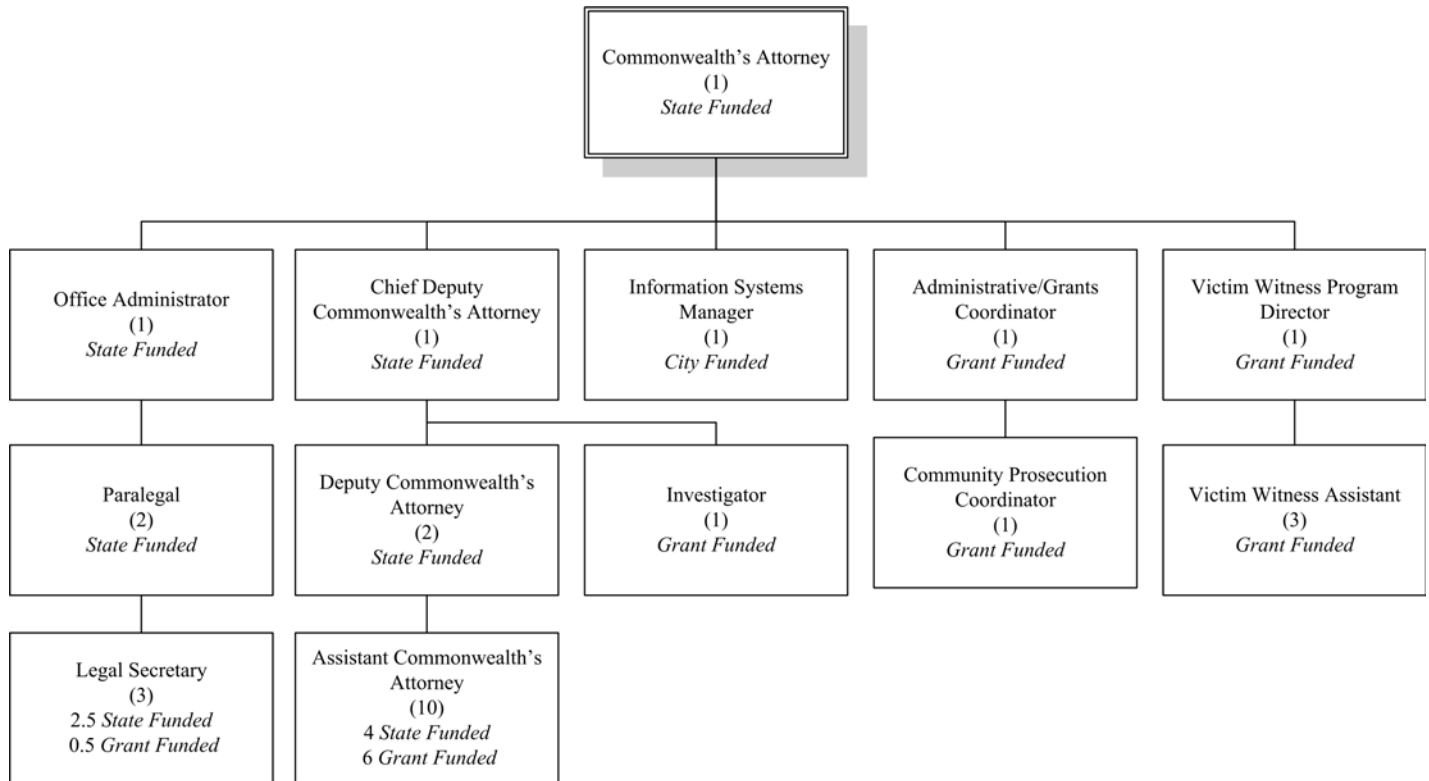 Commonwealth’s Attorney
(1)
State Funded
Office Administrator
(1)
State Funded
Chief Deputy
Commonwealth’s Attorney
(1)
State Funded
Information Systems
Manager
(1)
City Funded
Administrative/Grants
Coordinator
(1)
Grant Funded
Victim Witness Program
Director
(1)
Grant Funded
Paralegal
(2)
State Funded
Deputy Commonwealth’s
Attorney
(2)
State Funded
Investigator
(1)
Grant Funded
Community Prosecution
Coordinator
(1)
Grant Funded
Victim Witness Assistant
(3)
Grant Funded
Legal Secretary
(3)
2.5 State Funded
0.5 Grant Funded
Assistant Commonwealth’s
Attorney
(10)
4 State Funded
6 Grant Funded